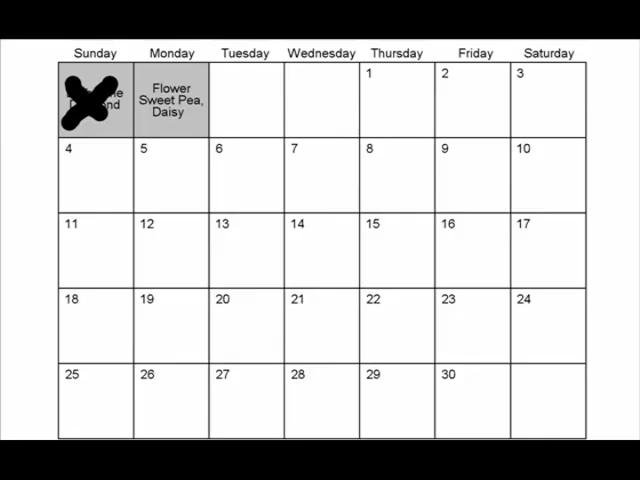 Sunday Monday Tuesday Wednesday Thursday Friday Saturday
Flower
Sweet Pea,
Daisy
1 2 3
4 5 6 7 8 9 10
11 12 13 14 15 16 17
18 19 20 21 22 23 24
25 26 27 28 29 30